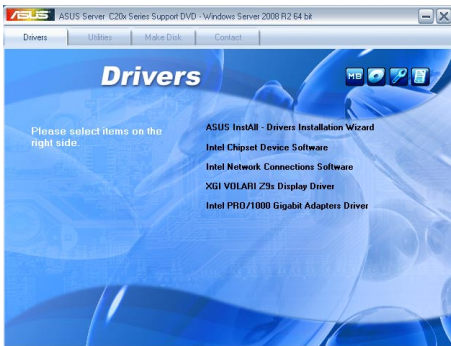 ASUS ASUS Server C20x Series Support DVD - Windows Server 2008 R2 64 bit
Drivers Utilities Make Disk Contact
Drivers
MB
Please select items on the right side.
ASUS InstAll - Drivers Installation Wizard
Intel Chipset Device Software
Intel Network Connections Software
XGI VOLARI Z9s Display Driver
Intel PRO/1000 Gigabit Adapters Driver